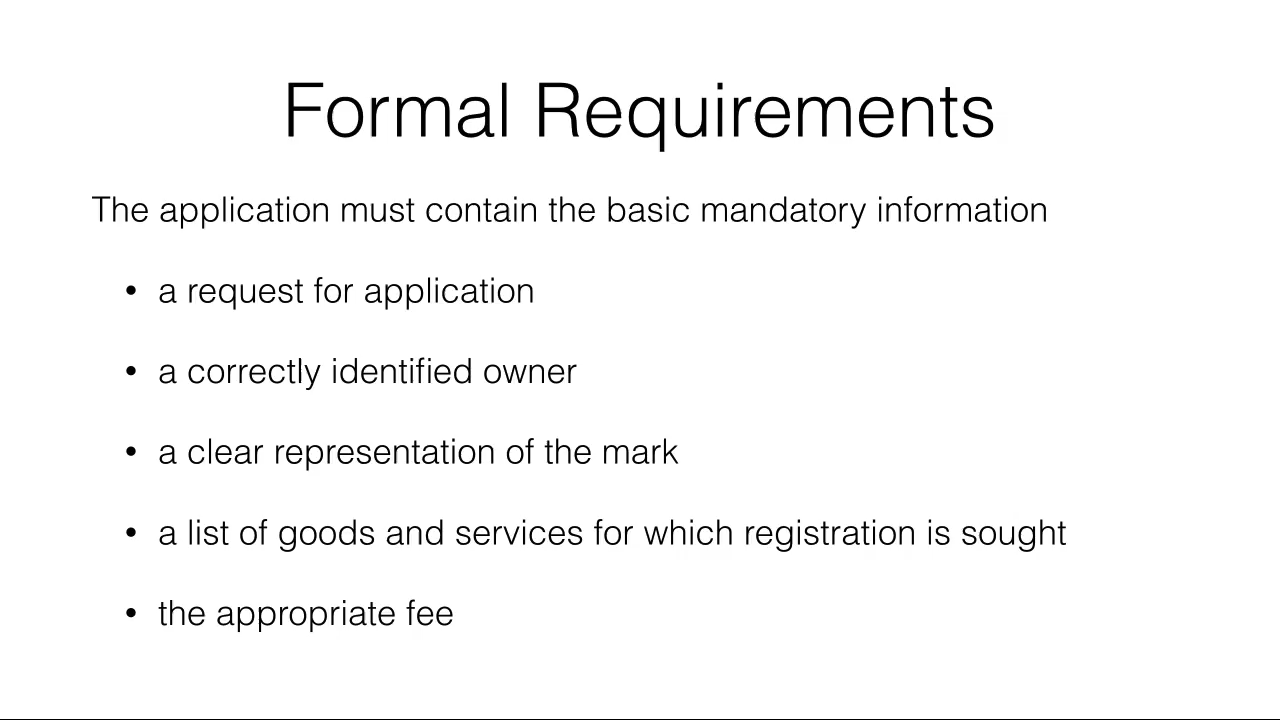 Formal Requirements
The application must contain the basic mandatory information
• a request for application
• a correctly identified owner
• a clear representation of the mark
• a list of goods and services for which registration is sought
• the appropriate fee